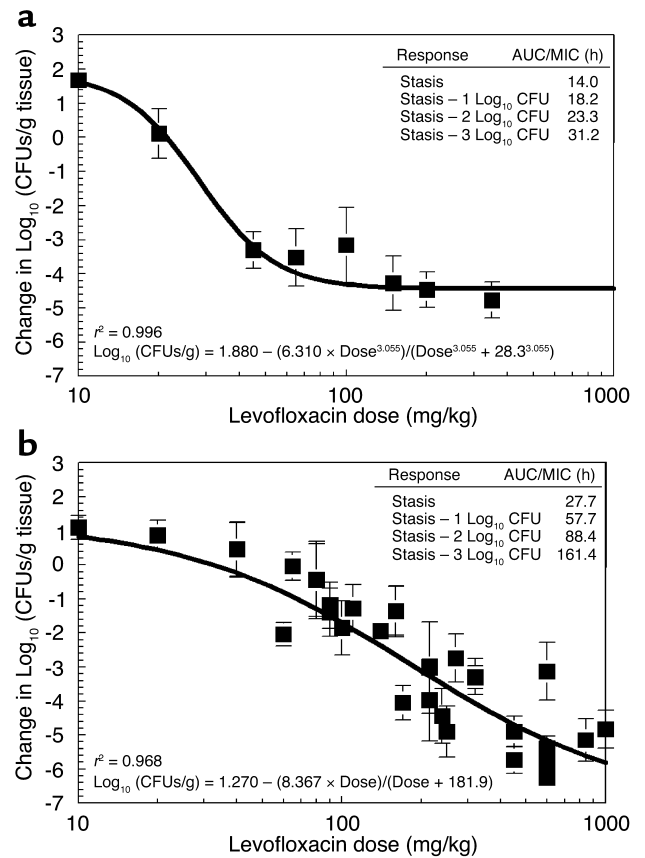 a
3
2
1
0
-1
-2
-3
-4
-5
-6
-7
Change in Log10 (CFUs/g tissue)
Response AUC/MIC (h)
Stasis 14.0
Stasis – 1 Log10 CFU 18.2
Stasis – 2 Log10 CFU 23.3
Stasis – 3 Log10 CFU 31.2
r2 = 0.996
Log10 (CFUs/g) = 1.880 – (6.310 × Dose3.055)/(Dose3.055 + 28.33.055)
10 100 1000
Levofloxacin dose (mg/kg)
b
3
2
1
0
-1
-2
-3
-4
-5
-6
-7
Change in Log10 (CFUs/g tissue)
Response AUC/MIC (h)
Stasis 27.7
Stasis – 1 Log10 CFU 57.7
Stasis – 2 Log10 CFU 88.4
Stasis – 3 Log10 CFU 161.4
r2 = 0.968
Log10 (CFUs/g) = 1.270 – (8.367 × Dose)/(Dose + 181.9)
10 100 1000
Levofloxacin dose (mg/kg)